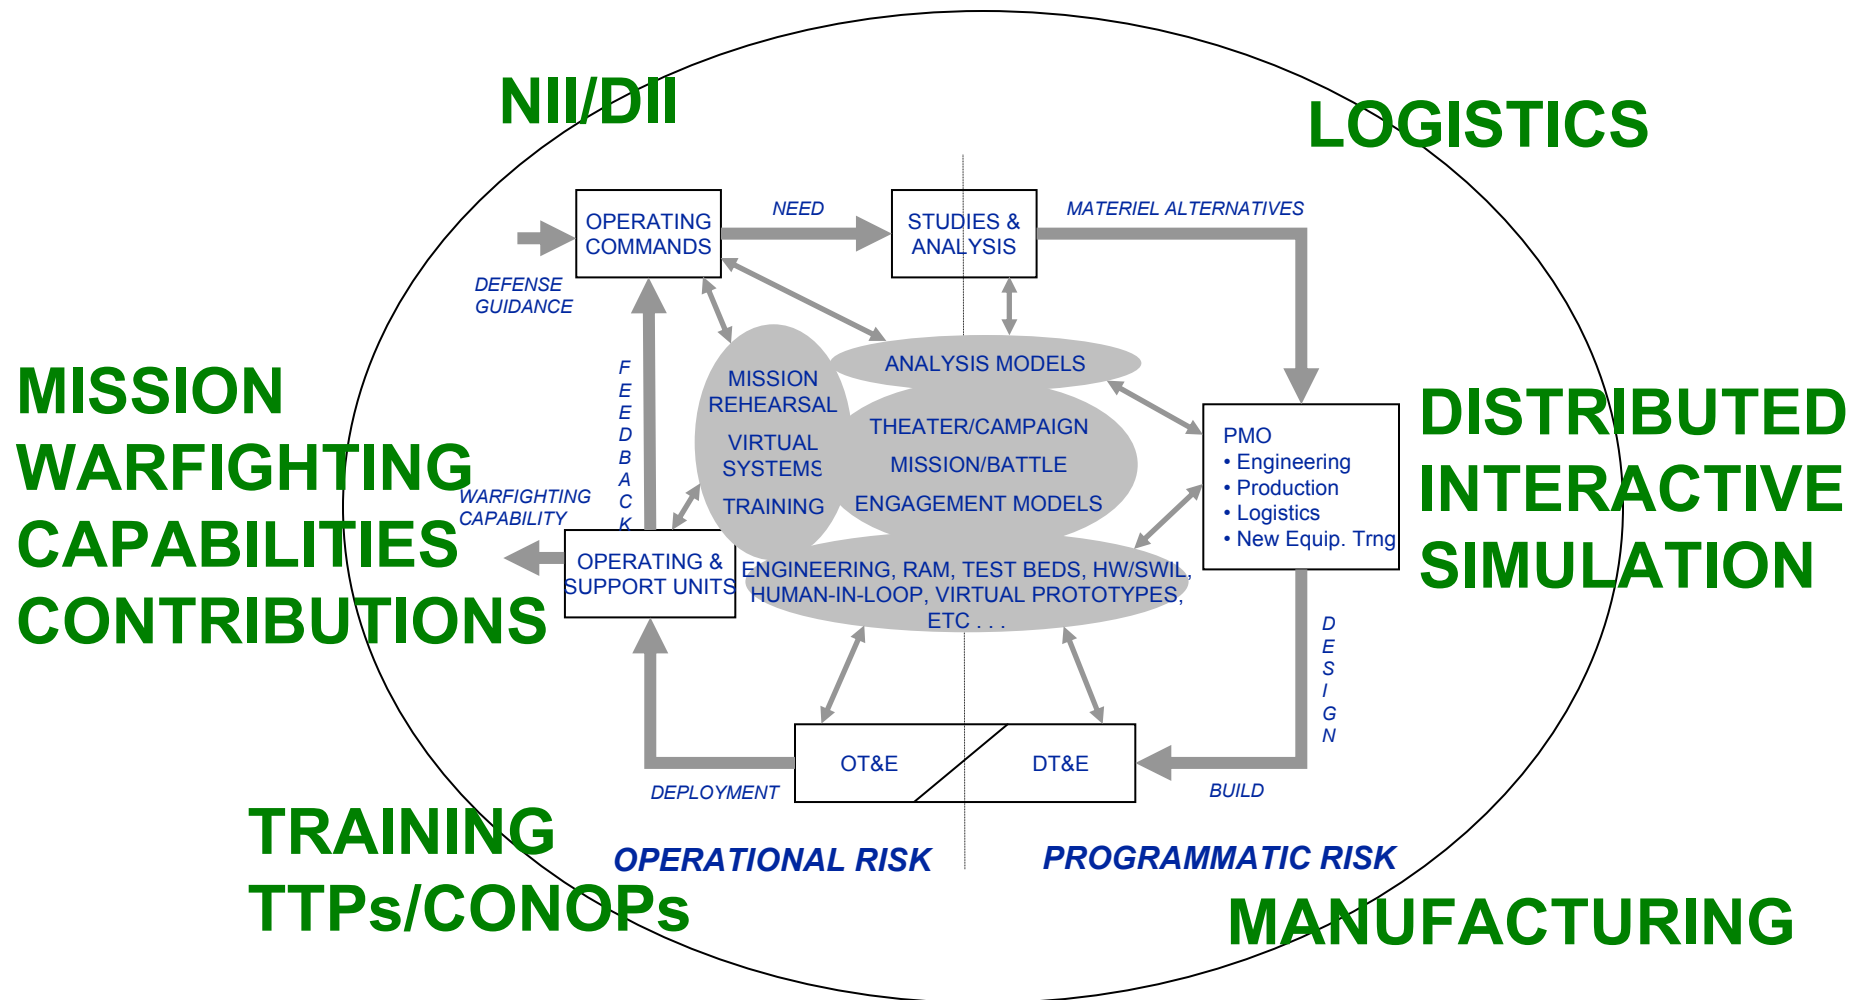 NII/DII
LOGISTICS
OPERATING
COMMANDS
NEED
STUDIES &
ANALYSIS
MATERIEL ALTERNATIVES
DEFENSE
GUIDANCE
FEEDBACK
MISSION
REHEARSAL
VIRTUAL
SYSTEMS
TRAINING
ANALYSIS MODELS
THEATER/CAMPAIGN
MISSION/BATTLE
ENGAGEMENT MODELS
MISSION
WARFIGHTING
CAPABILITIES
CONTRIBUTIONS
WARFIGHTING
CAPABILITY
PMO
• Engineering
• Production
• Logistics
• New Equip. Trng
DISTRIBUTED
INTERACTIVE
SIMULATION
OPERATING &
SUPPORT UNITS
ENGINEERING, RAM, TEST BEDS, HW/SWIL,
HUMAN-IN-LOOP, VIRTUAL PROTOTYPES,
ETC . . .
DESIGN
OT&E
DT&E
DEPLOYMENT
BUILD
TRAINING
TTPs/CONOPs
OPERATIONAL RISK
PROGRAMMATIC RISK
MANUFACTURING